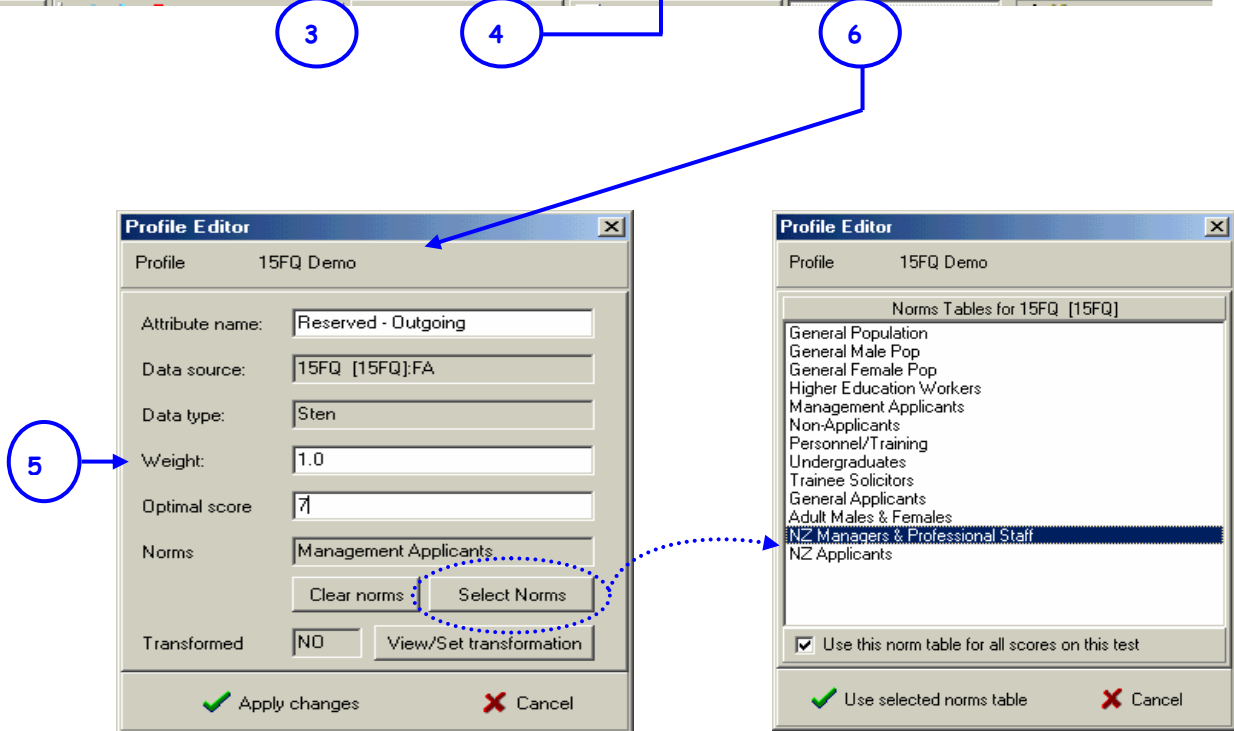 3 4 6
Profile Editor
Profile 15FQ Demo
Attribute name: Reserved - Outgoing
Data source: 15FQ [15FQ]:FA
Data type: Sten
5
Weight: 1.0
Optimal score 7
Norms Management Applicants
Clear norms Select Norms
Transformed NO View/Set transformation
Apply changes Cancel
Profile Editor
Profile 15FQ Demo
Norms Tables for 15FQ [15FQ]
General Population
General Male Pop
General Female Pop
Higher Education Workers
Management Applicants
Non-Applicants
Personnel/Training
Undergraduates
Trainee Solicitors
General Applicants
Adult Males & Females
NZ Managers & Professional Staff
NZ Applicants
Use this norm table for all scores on this test
Use selected norms table Cancel